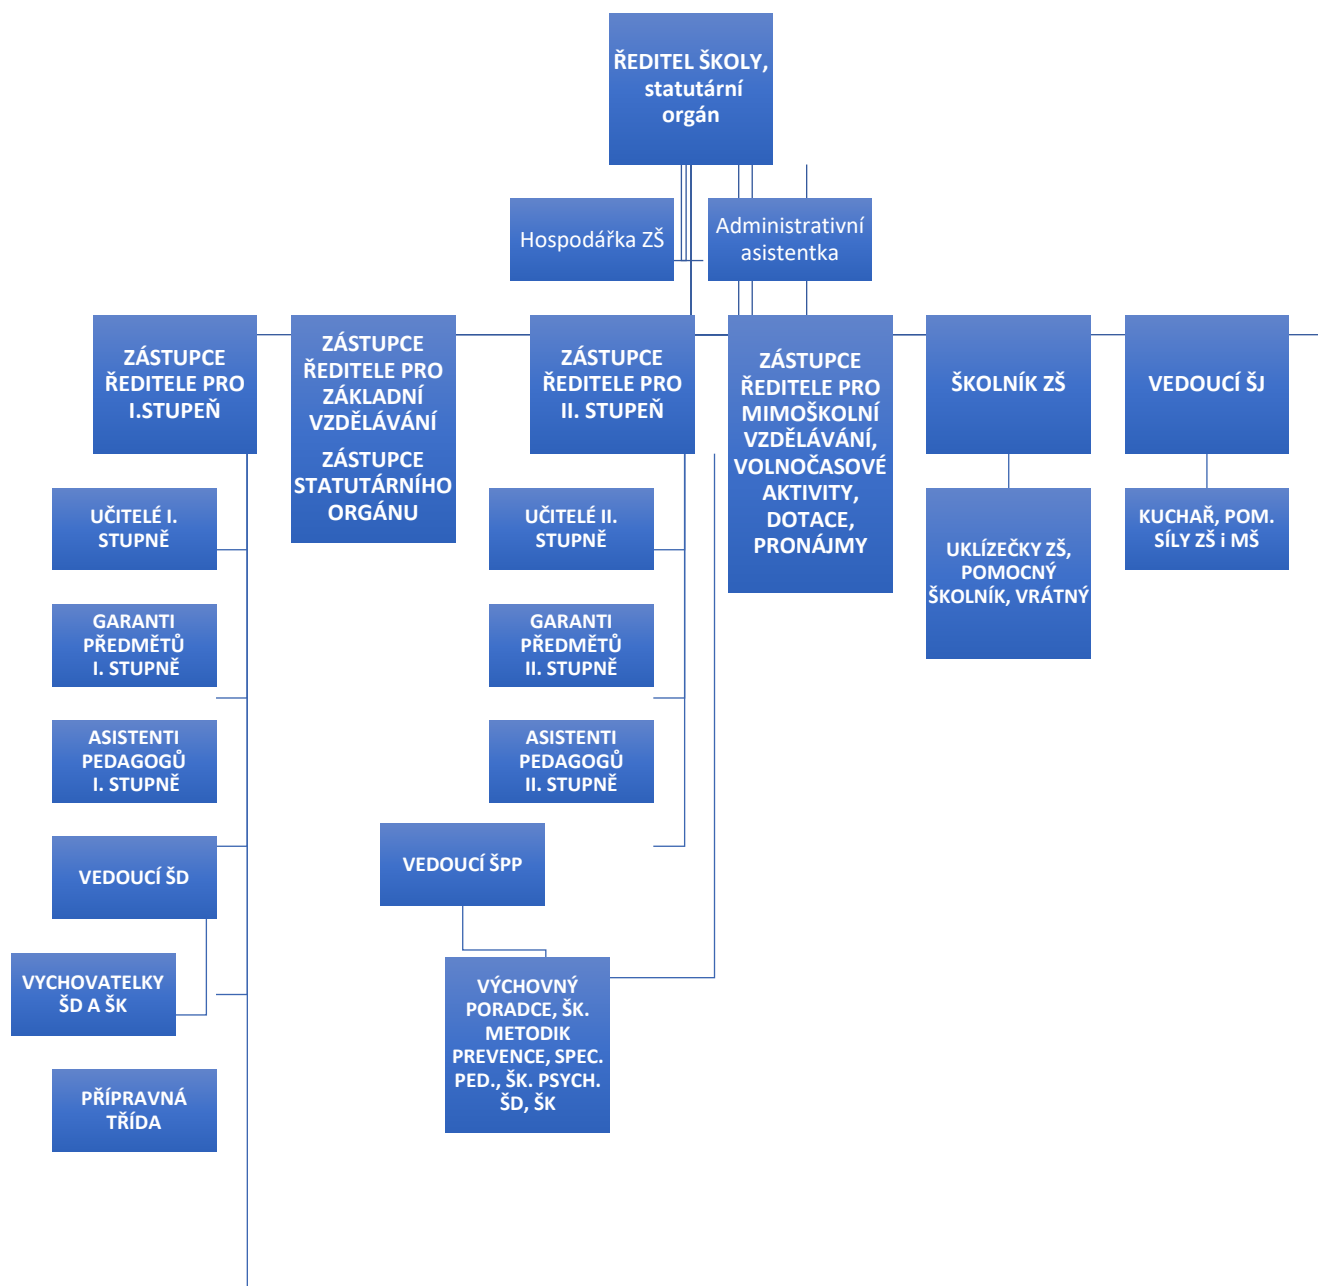 ŘEDITEL ŠKOLY,
statutární
orgán
Hospodářka ZŠ
Administrativní
asistentka
ZÁSTUPCE
ŘEDITELE PRO
I.STUPEŇ
ZÁSTUPCE
ŘEDITELE PRO
ZÁKLADNÍ
VZDĚLÁVÁNÍ
ZÁSTUPCE
STATUTÁRNÍHO
ORGÁNU
ZÁSTUPCE
ŘEDITELE PRO
II. STUPEŇ
ZÁSTUPCE
ŘEDITELE PRO
MIMOŠKOLNÍ
VZDĚLÁVÁNÍ,
VOLNOČASOVÉ
AKTIVITY,
DOTACE,
PRONÁJMY
ŠKOLNÍK ZŠ
VEDOUCÍ ŠJ
UČITELÉ I.
STUPNĚ
UČITELÉ II.
STUPNĚ
UKLÍZEČKY ZŠ,
POMOCNÝ
ŠKOLNÍK, VRÁTNÝ
KUCHAŘ, POM.
SÍLY ZŠ i MŠ
GARANTI
PŘEDMĚTŮ
I. STUPNĚ
GARANTI
PŘEDMĚTŮ
II. STUPNĚ
ASISTENTI
PEDAGOGŮ
I. STUPNĚ
ASISTENTI
PEDAGOGŮ
II. STUPNĚ
VEDOUCÍ ŠD
VEDOUCÍ ŠPP
VYCHOVATELKY
ŠD A ŠK
VÝCHOVNÝ
PORADCE, ŠK.
METODIK
PREVENCE, SPEC.
PED., ŠK. PSYCH.
ŠD, ŠK
PŘÍPRAVNÁ
TŘÍDA